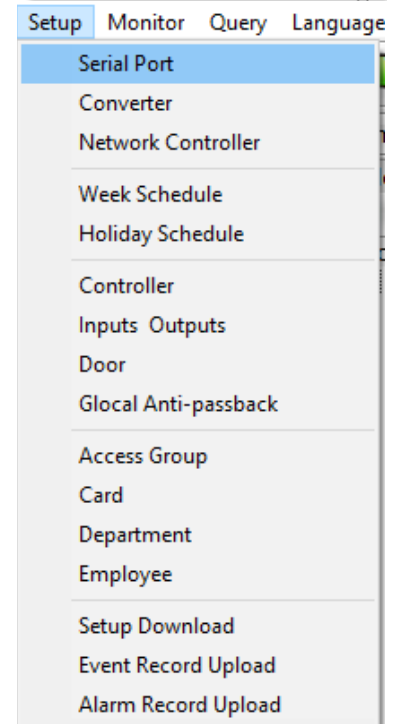 Setup Monitor Query Language
Serial Port
Converter
Network Controller
Week Schedule
Holiday Schedule
Controller
Inputs Outputs
Door
Glocal Anti-passback
Access Group
Card
Department
Employee
Setup Download
Event Record Upload
Alarm Record Upload